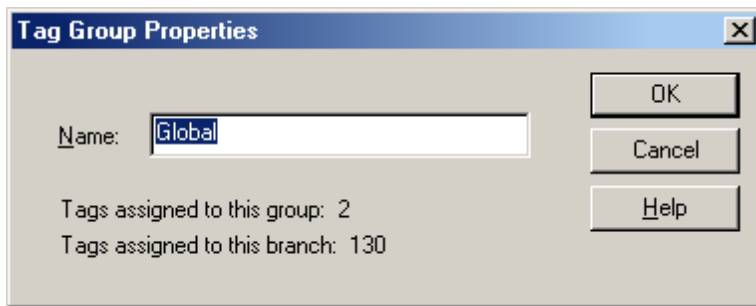 Tag Group Properties
OK
Name: Global
Cancel
Tags assigned to this group: 2
Help
Tags assigned to this branch: 130